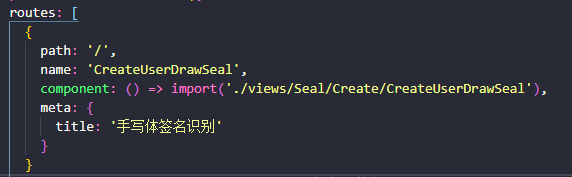 routes: [
{
path: '/',
name: 'CreateUserDrawSeal',
component: () => import('./views/Seal/Create/CreateUserDrawSeal'),
meta: {
title: '手写体签名识别'
}
}